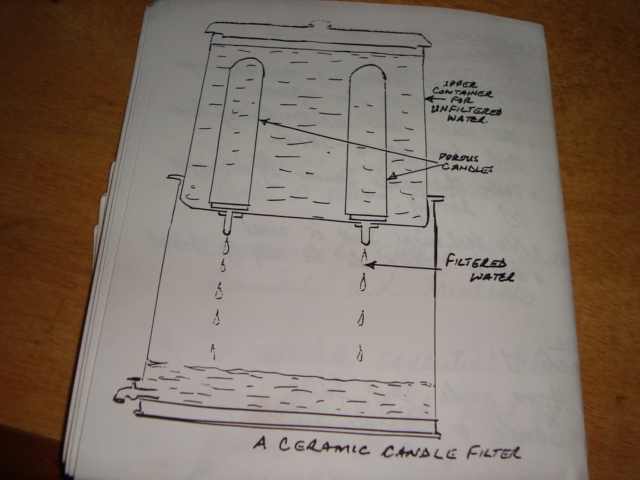 UPPER
CONTAINER
FOR
UNFILTERED
WATER.
POROUS
CANDLES
FILTERED
WATER
A CERAMIC CANDLE FILTER